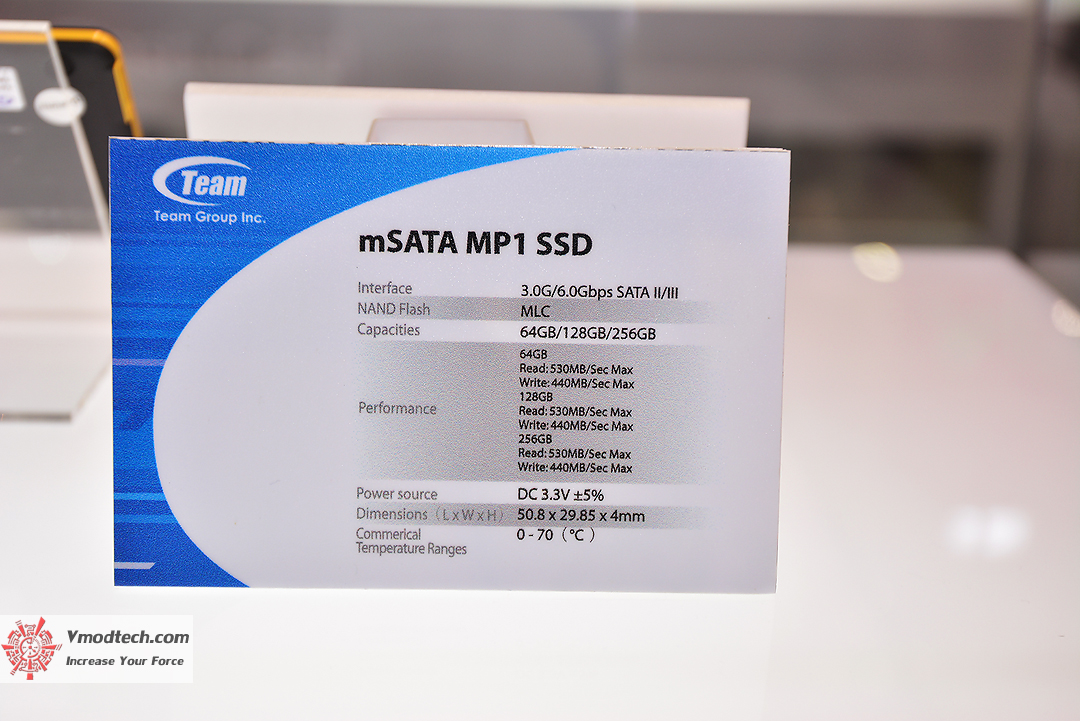 Team
Team Group Inc.
mSATA MP1 SSD
Interface 3.0G/6.0Gbps SATA II/III
NAND Flash MLC
Capacities 64GB/128GB/256GB
Performance
64GB
Read:530MB/Sec Max
Write:440MB/Sec Max
128GB
Read:530MB/Sec Max
Write:440MB/Sec Max
256GB
Read:530MB/Sec Max
Write:440MB/Sec Max
Power source DC 3.3V ±5%
Dimensions（L x W x H） 50.8 x 29.85 x 4mm
Commerical 0 - 70（℃）
Temperature Ranges
Vmodtech.com
Increase Your Force